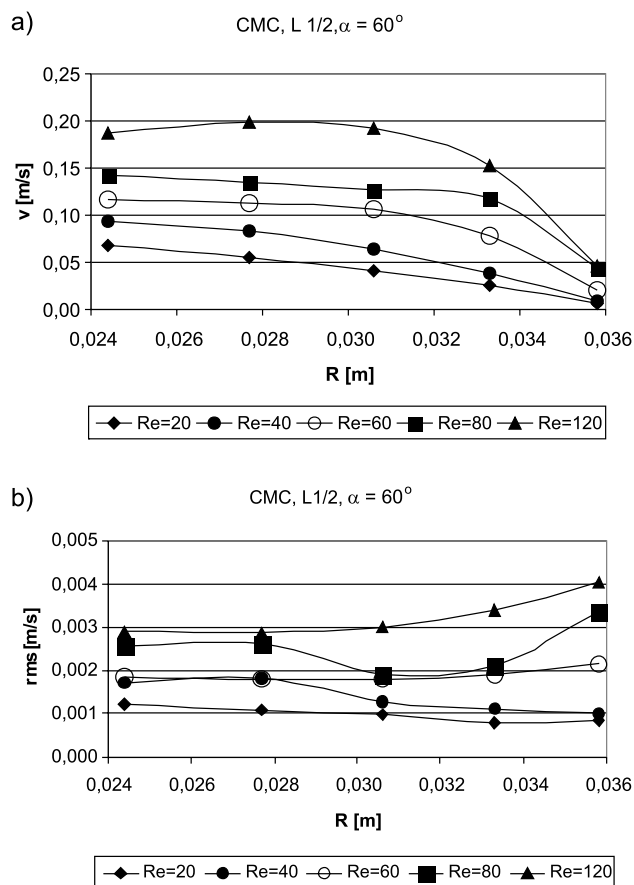 a)
CMC, L 1/2,α = 60°
0,25
0,20
0,15
0,10
0,05
0,00
v [m/s]
0,024 0,026 0,028 0,030 0,032 0,034 0,036
R [m]
Re=20 Re=40 Re=60 Re=80 Re=120
b)
CMC, L1/2, α = 60°
0,005
0,004
0,003
0,002
0,001
0,000
rms [m/s]
0,024 0,026 0,028 0,030 0,032 0,034 0,036
R [m]
Re=20 Re=40 Re=60 Re=80 Re=120